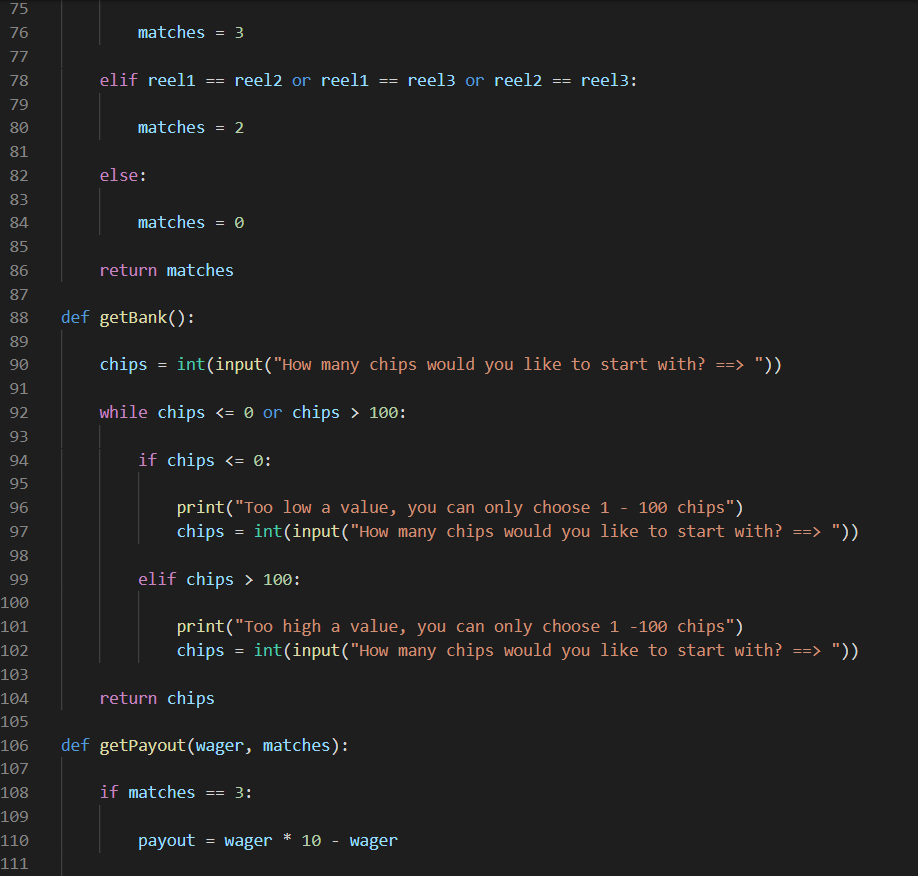 75
76 matches = 3
77
78 elif reel1 == reel2 or reel1 == reel3 or reel2 == reel3:
79
80 matches = 2
81
82 else:
83
84 matches = 0
85
86 return matches
87
88 def getBank():
89
90 chips = int(input("How many chips would you like to start with? ==> "))
91
92 while chips <= 0 or chips > 100:
93
94 if chips <= 0:
95
96 print("Too low a value, you can only choose 1 - 100 chips")
97 chips = int(input("How many chips would you like to start with? ==> "))
98
99 elif chips > 100:
100
101 print("Too high a value, you can only choose 1 -100 chips")
102 chips = int(input("How many chips would you like to start with? ==> "))
103
104 return chips
105
106 def getPayout(wager, matches):
107
108 if matches == 3:
109
110 payout = wager * 10 - wager
111